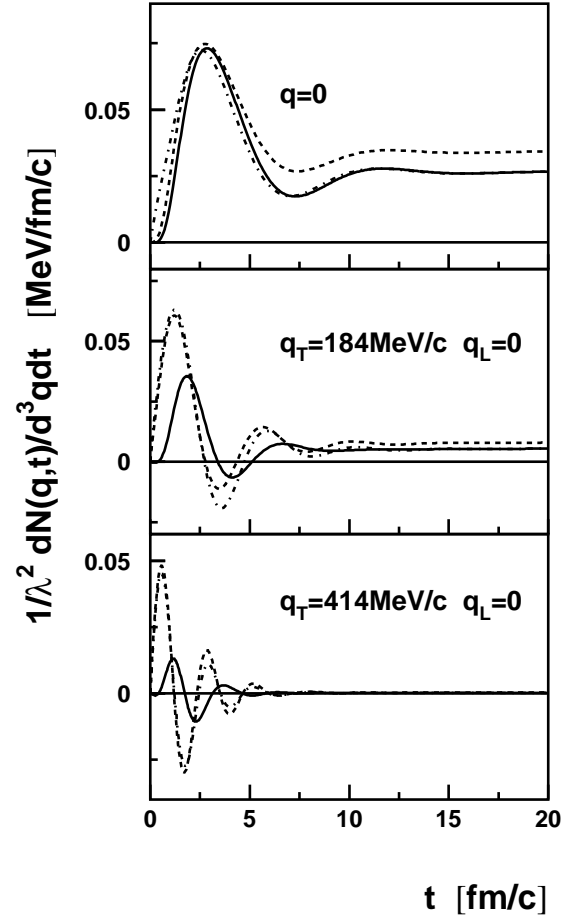 1/λ² dN(q,t)/d³qdt [MeV/fm/c]
0.05
q=0
0
0.05
q_T=184MeV/c q_L=0
0
0.05
q_T=414MeV/c q_L=0
0
0 5 10 15 20
t [fm/c]